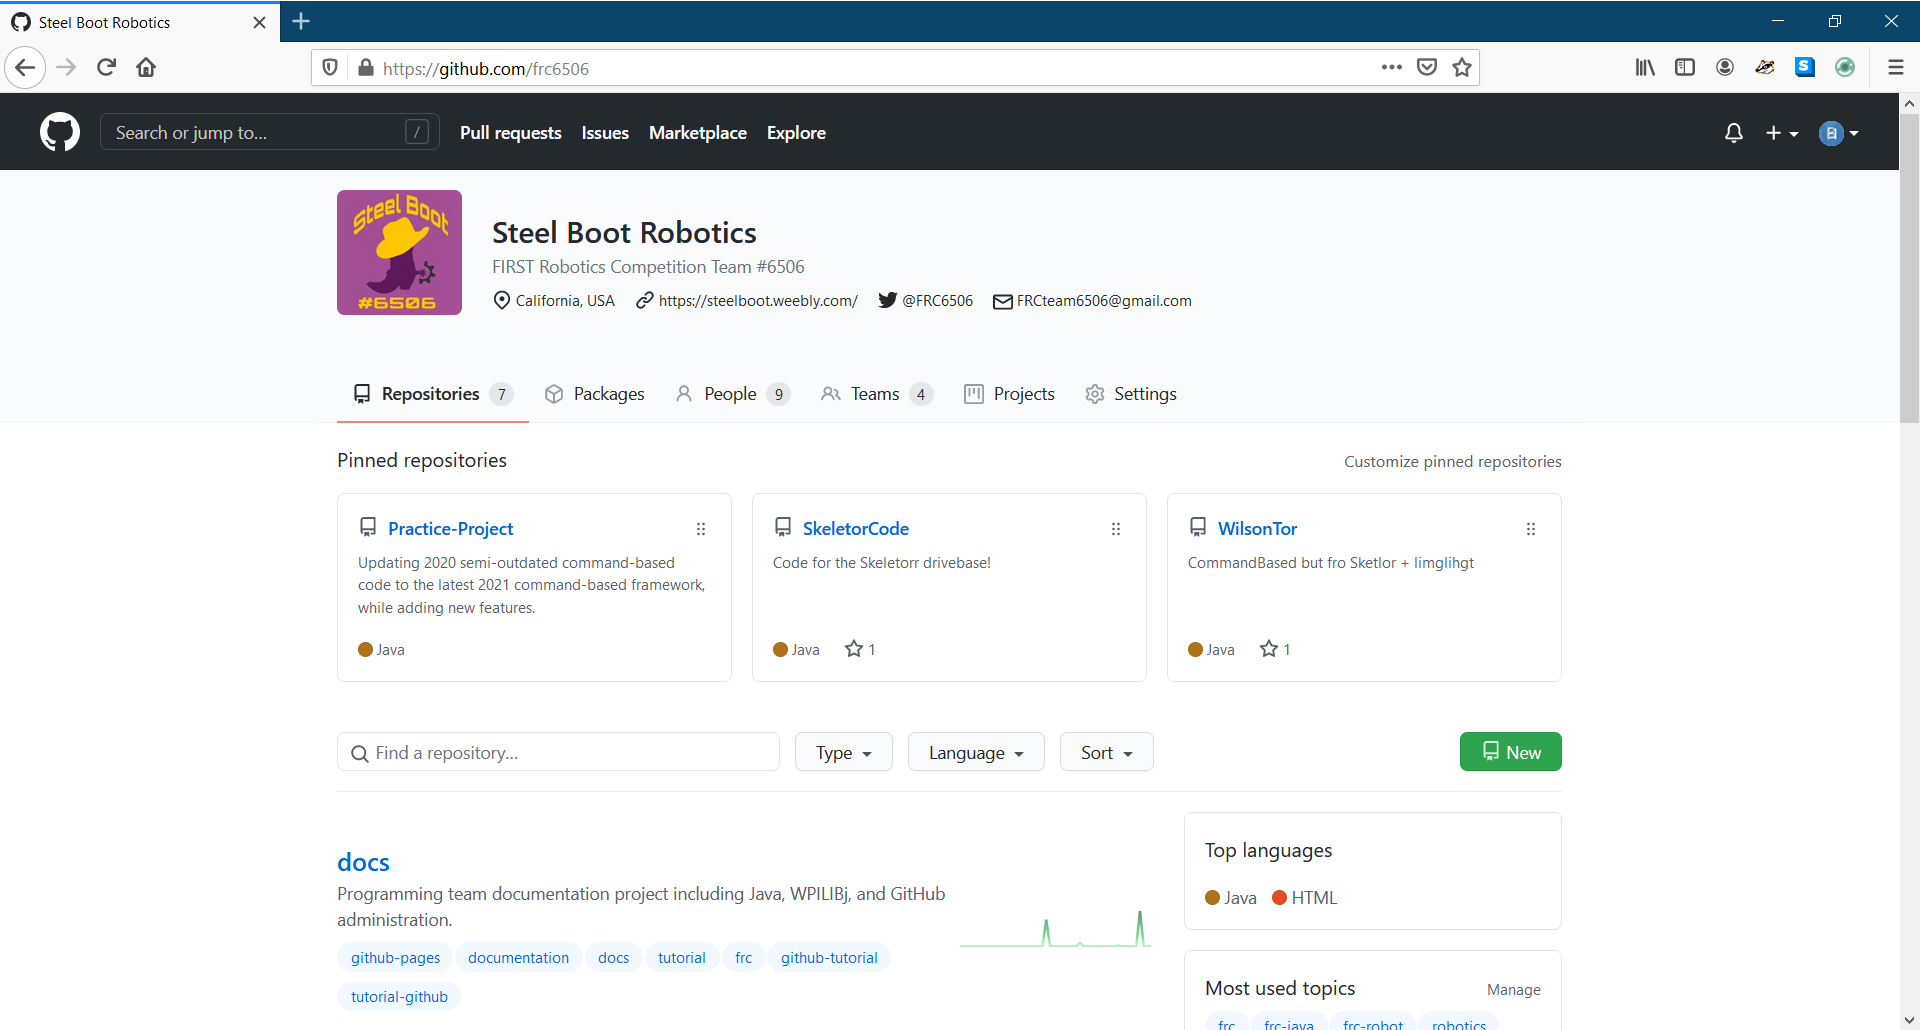 Steel Boot Robotics
https://github.com/frc6506
Search or jump to... /
Pull requests Issues Marketplace Explore
Steel Boot
#6506
Steel Boot Robotics
FIRST Robotics Competition Team #6506
California, USA https://steelboot.weebly.com/ @FRC6506 FRCteam6506@gmail.com
Repositories 7 Packages People 9 Teams 4 Projects Settings
Pinned repositories Customize pinned repositories
Practice-Project
Updating 2020 semi-outdated command-based
code to the latest 2021 command-based framework,
while adding new features.
Java
SkeletorCode
Code for the Skeletorr drivebase!
Java 1
WilsonTor
CommandBased but fro Sketlor + limglihgt
Java 1
Find a repository... Type Language Sort New
docs
Programming team documentation project including Java, WPILIBj, and GitHub
administration.
github-pages documentation docs tutorial frc github-tutorial
tutorial-github
Top languages
Java HTML
Most used topics Manage
frc frc-java frc-robot robotics